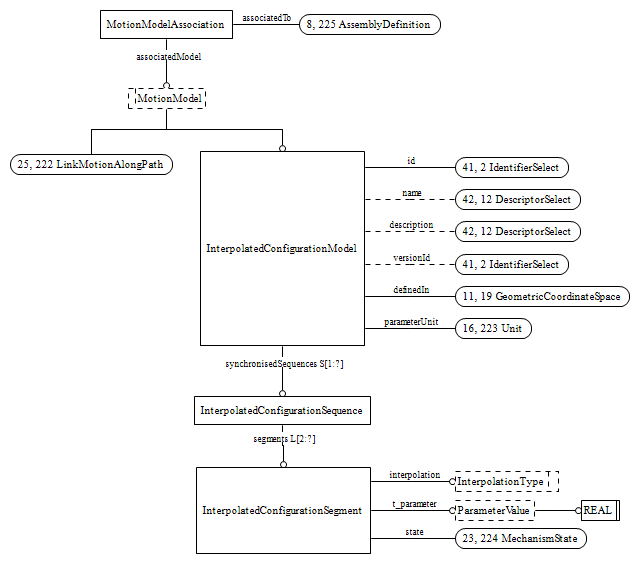 MotionModelAssociation
associatedTo
8, 225 AssemblyDefinition
associatedModel
MotionModel
25, 222 LinkMotionAlongPath
InterpolatedConfigurationModel
id
41, 2 IdentifierSelect
name
42, 12 DescriptorSelect
description
42, 12 DescriptorSelect
versionId
41, 2 IdentifierSelect
definedIn
11, 19 GeometricCoordinateSpace
parameterUnit
16, 223 Unit
synchronisedSequences S[1:?]
InterpolatedConfigurationSequence
segments L[2:?]
InterpolatedConfigurationSegment
interpolation
InterpolationType
t_parameter
ParameterValue
REAL
state
23, 224 MechanismState